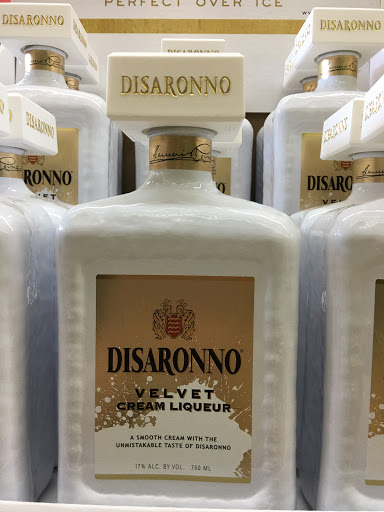 PERFECT OVER ICE
DISARONNO
DISARONNO
DISARONNO
DISARONNO
VELVET
DISARONNO
DISARONNO
VELVET
CREAM LIQUEUR
A SMOOTH CREAM WITH THE
UNMISTAKABLE TASTE OF DISARONNO
17% ALC. BY VOL. 750 ML